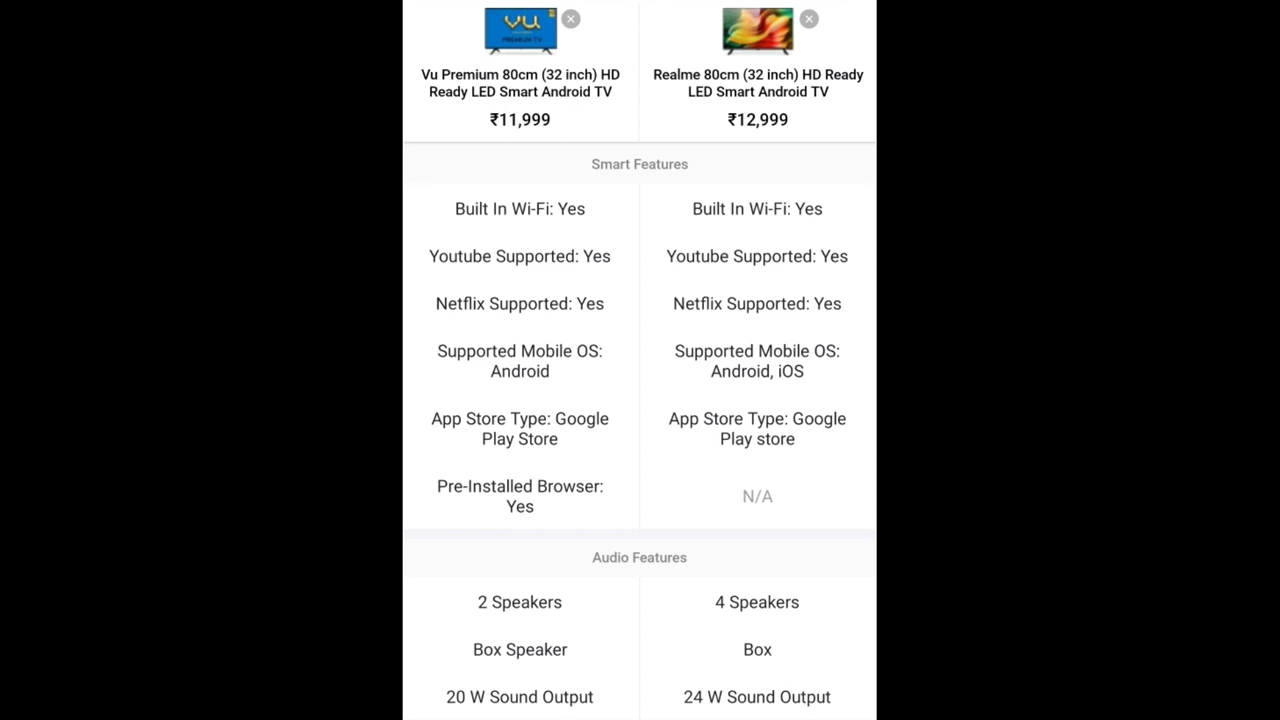 vu
PREMIUM TV
Vu Premium 80cm (32 inch) HD
Ready LED Smart Android TV
₹11,999
Realme 80cm (32 inch) HD Ready
LED Smart Android TV
₹12,999
Smart Features
Built In Wi-Fi: Yes
Built In Wi-Fi: Yes
Youtube Supported: Yes
Youtube Supported: Yes
Netflix Supported: Yes
Netflix Supported: Yes
Supported Mobile OS:
Android
Supported Mobile OS:
Android, iOS
App Store Type: Google
Play Store
App Store Type: Google
Play store
Pre-Installed Browser:
Yes
N/A
Audio Features
2 Speakers
4 Speakers
Box Speaker
Box
20 W Sound Output
24 W Sound Output